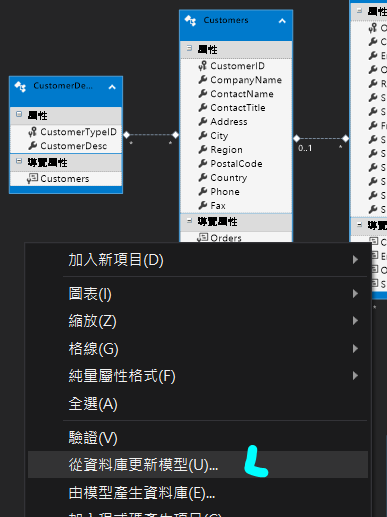 CustomerDe...
屬性
CustomerTypeID
CustomerDesc
導覽屬性
Customers
*
*
Customers
屬性
CustomerID
CompanyName
ContactName
ContactTitle
Address
City
Region
PostalCode
Country
Phone
Fax
導覽屬性
Orders
0..1
*
*
加入新項目(D)
圖表(I)
縮放(Z)
格線(G)
純量屬性格式(F)
全選(A)
驗證(V)
從資料庫更新模型(U)...
由模型產生資料庫(E)...